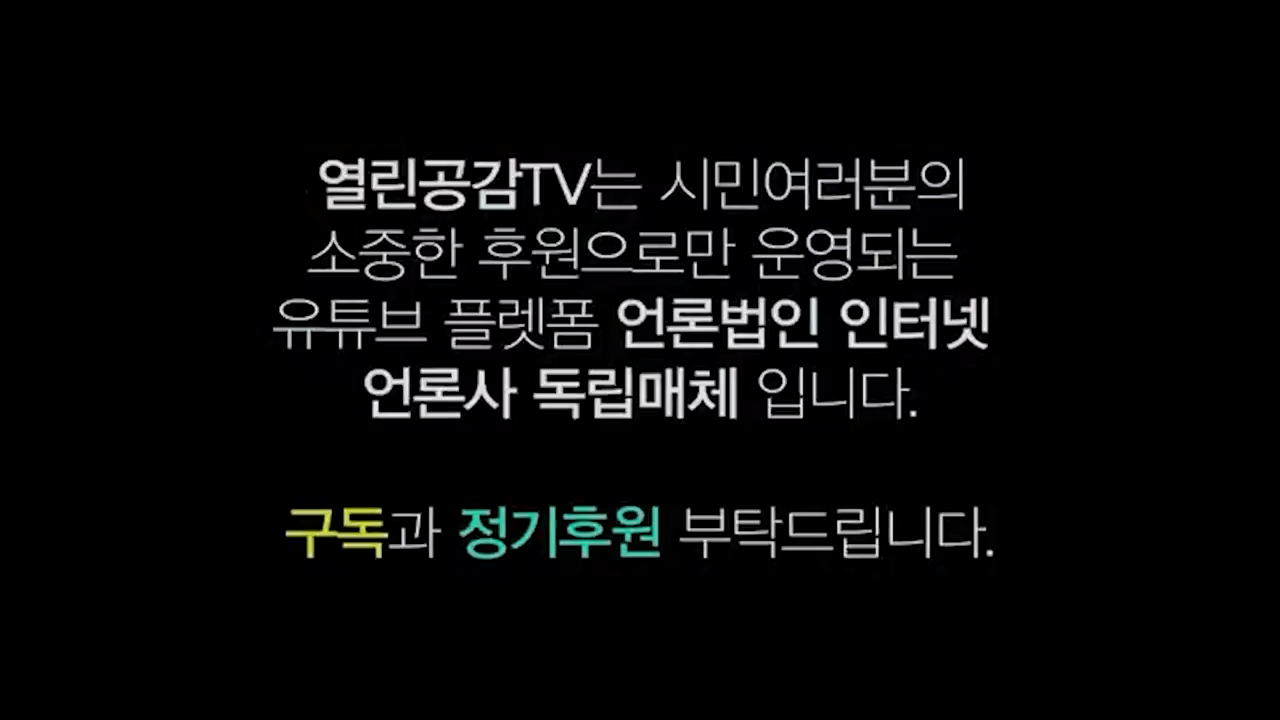 열린공감TV는 시민여러분의
소중한 후원으로만 운영되는
유튜브 플렛폼 언론법인 인터넷
언론사 독립매체 입니다.
구독과 정기후원 부탁드립니다.